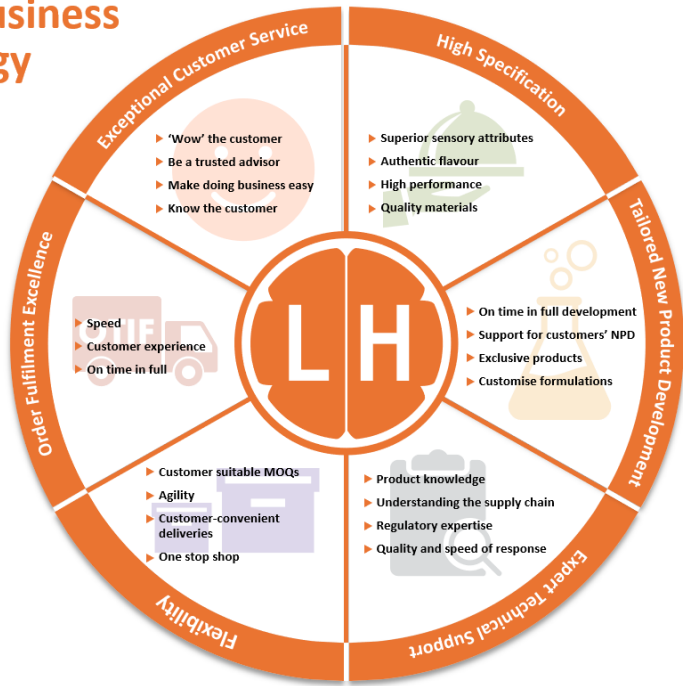 usiness
gy
Exceptional Customer Service
'Wow' the customer
Be a trusted advisor
Make doing business easy
Know the customer
High Specification
Superior sensory attributes
Authentic flavour
High performance
Quality materials
Tailored New Product Development
On time in full development
Support for customers' NPD
Exclusive products
Customise formulations
Expert Technical Support
Product knowledge
Understanding the supply chain
Regulatory expertise
Quality and speed of response
Flexibility
Customer suitable MOQs
Agility
Customer-convenient
deliveries
One stop shop
Order Fulfilment Excellence
OTIF
Speed
Customer experience
On time in full
LH